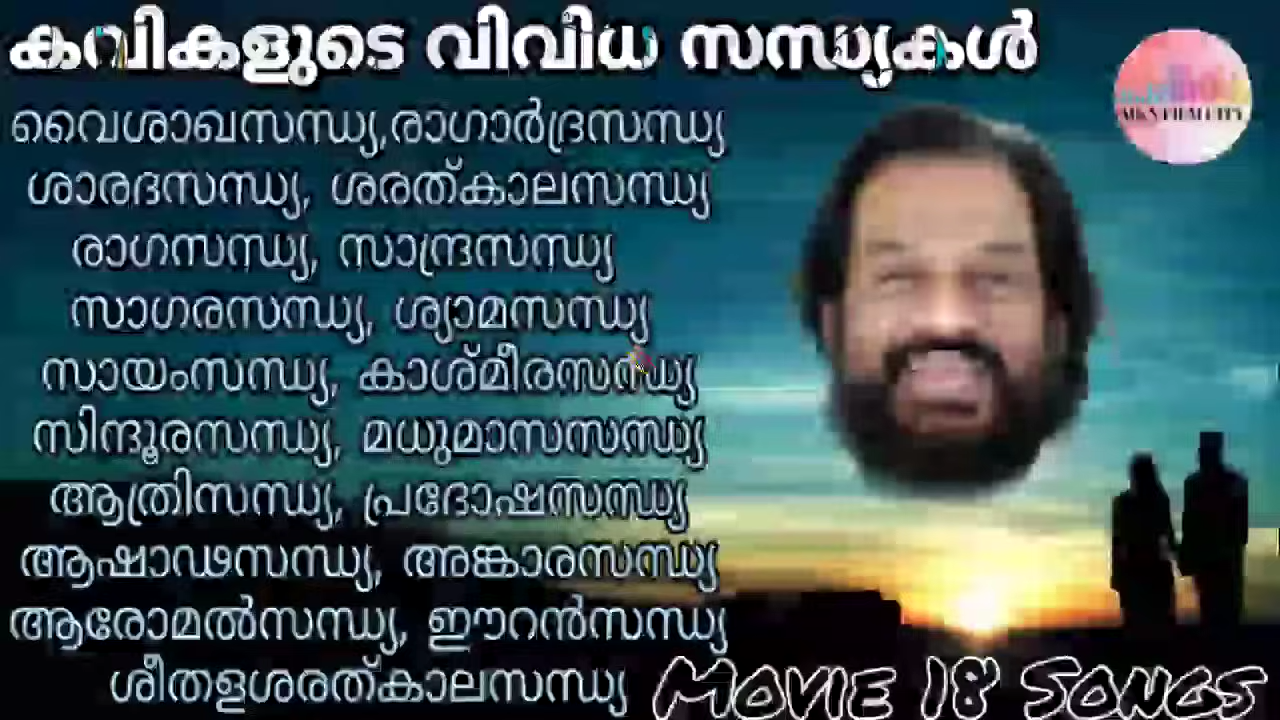 കവികളുടെ വിവിധ സന്ധ്യകൾ
വൈശാഖസന്ധ്യ,രാഗാർദ്രസന്ധ്യ
ശാരദസന്ധ്യ, ശരത്കാലസന്ധ്യ
രാഗസന്ധ്യ, സാന്ദ്രസന്ധ്യ
സാഗരസന്ധ്യ, ശ്യാമസന്ധ്യ
സായംസന്ധ്യ, കാശ്മീരസന്ധ്യ
സിന്ദൂരസന്ധ്യ, മധുമാസസന്ധ്യ
ആത്രിസന്ധ്യ, പ്രദോഷസന്ധ്യ
ആഷാഢസന്ധ്യ, അങ്കാരസന്ധ്യ
ആരോമൽസന്ധ്യ, ഈറൻസന്ധ്യ
ശീതളശരത്കാലസന്ധ്യ
MOVIE 18 SONGS